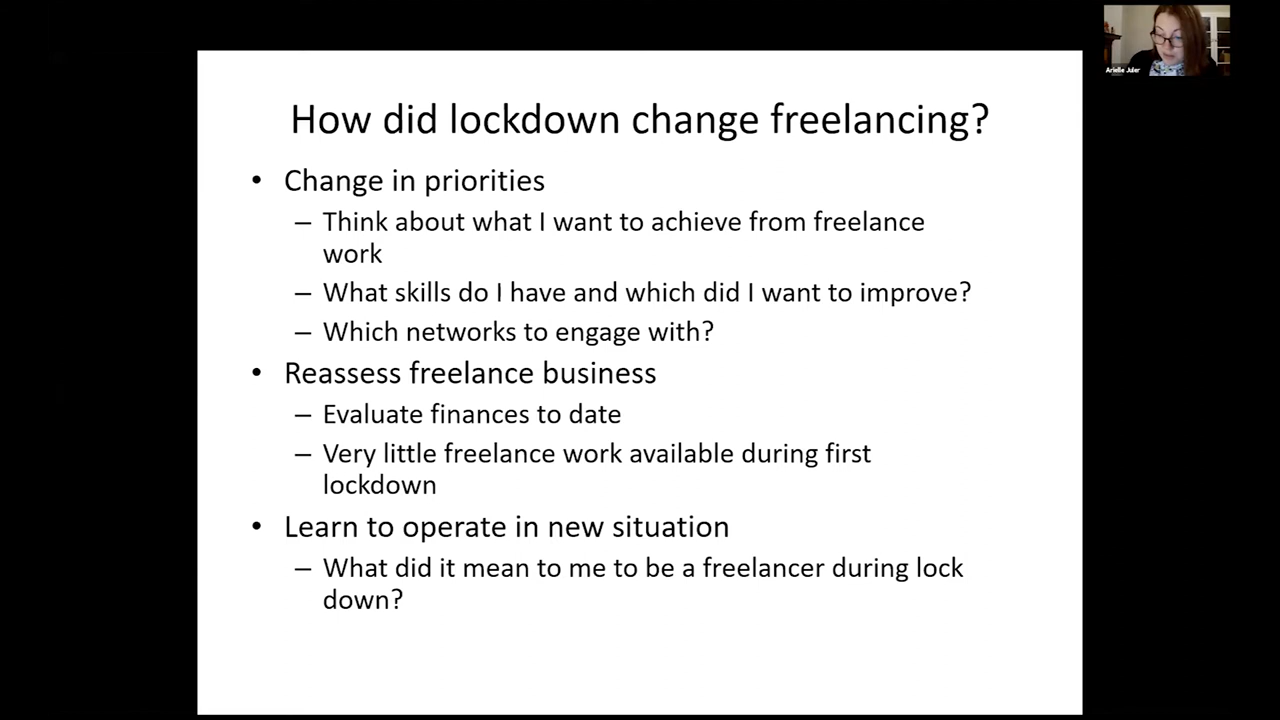 Arielle Juler
How did lockdown change freelancing?
• Change in priorities
– Think about what I want to achieve from freelance
work
– What skills do I have and which did I want to improve?
– Which networks to engage with?
• Reassess freelance business
– Evaluate finances to date
– Very little freelance work available during first
lockdown
• Learn to operate in new situation
– What did it mean to me to be a freelancer during lock
down?